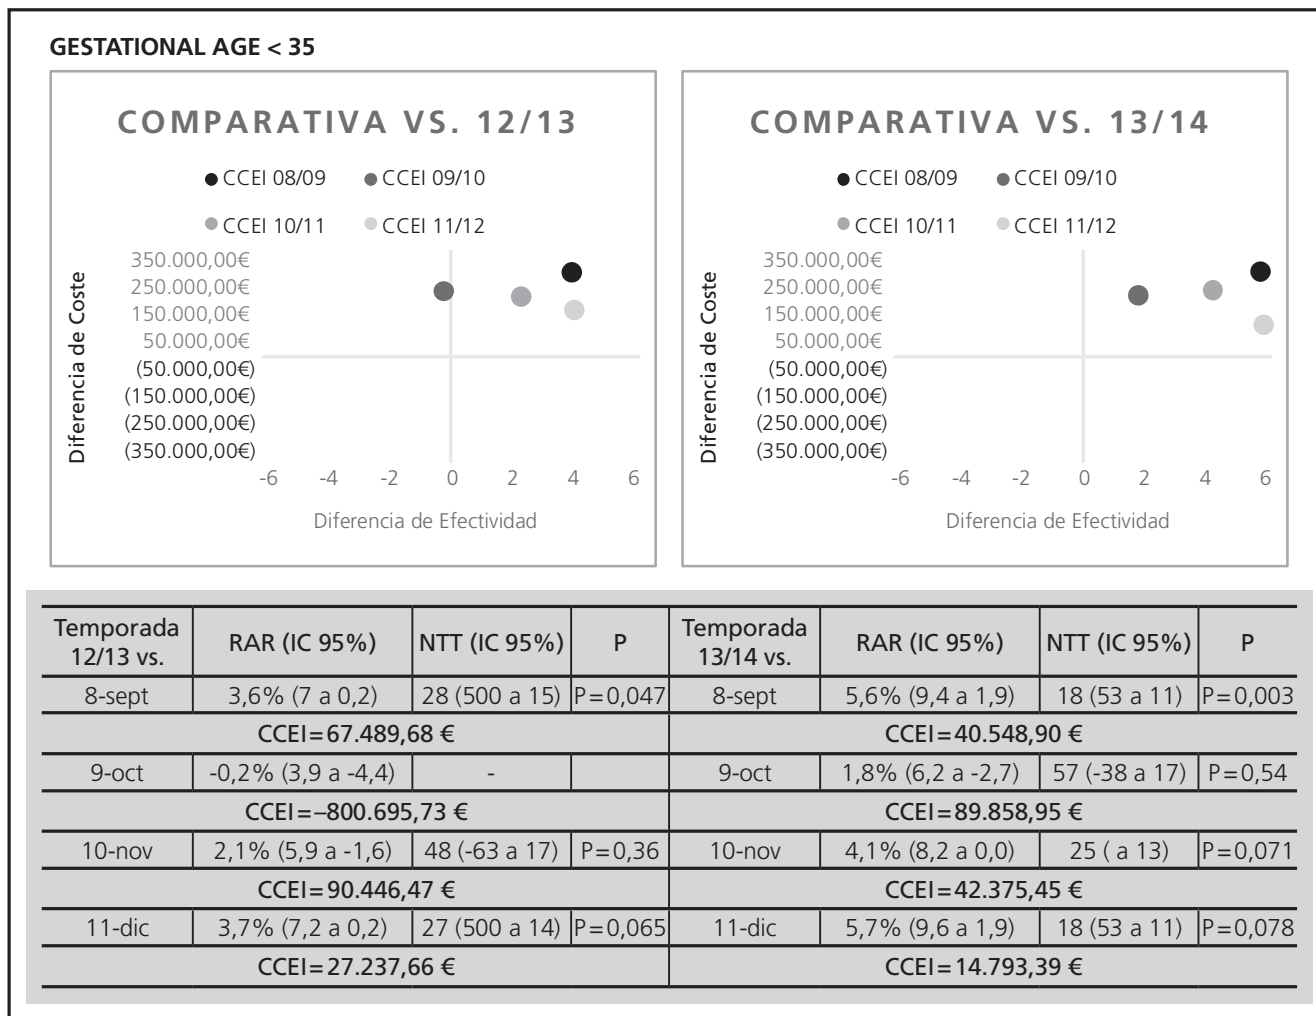 GESTATIONAL AGE < 35
COMPARATIVA VS. 12/13
CCEI 08/09 CCEI 09/10
CCEI 10/11 CCEI 11/12
Diferencia de Coste
350.000,00€
250.000,00€
150.000,00€
50.000,00€
(50.000,00€)
(150.000,00€)
(250.000,00€)
(350.000,00€)
-6 -4 -2 0 2 4 6
Diferencia de Efectividad
COMPARATIVA VS. 13/14
CCEI 08/09 CCEI 09/10
CCEI 10/11 CCEI 11/12
Diferencia de Coste
350.000,00€
250.000,00€
150.000,00€
50.000,00€
(50.000,00€)
(150.000,00€)
(250.000,00€)
(350.000,00€)
-6 -4 -2 0 2 4 6
Diferencia de Efectividad
Temporada 12/13 vs. RAR (IC 95%) NTT (IC 95%) P Temporada 13/14 vs. RAR (IC 95%) NTT (IC 95%) P
8-sept 3,6% (7 a 0,2) 28 (500 a 15) P=0,047 8-sept 5,6% (9,4 a 1,9) 18 (53 a 11) P=0,003
CCEI=67.489,68 € CCEI=40.548,90 €
9-oct -0,2% (3,9 a -4,4) - 9-oct 1,8% (6,2 a -2,7) 57 (-38 a 17) P=0,54
CCEI=–800.695,73 € CCEI=89.858,95 €
10-nov 2,1% (5,9 a -1,6) 48 (-63 a 17) P=0,36 10-nov 4,1% (8,2 a 0,0) 25 ( a 13) P=0,071
CCEI=90.446,47 € CCEI=42.375,45 €
11-dic 3,7% (7,2 a 0,2) 27 (500 a 14) P=0,065 11-dic 5,7% (9,6 a 1,9) 18 (53 a 11) P=0,078
CCEI=27.237,66 € CCEI=14.793,39 €